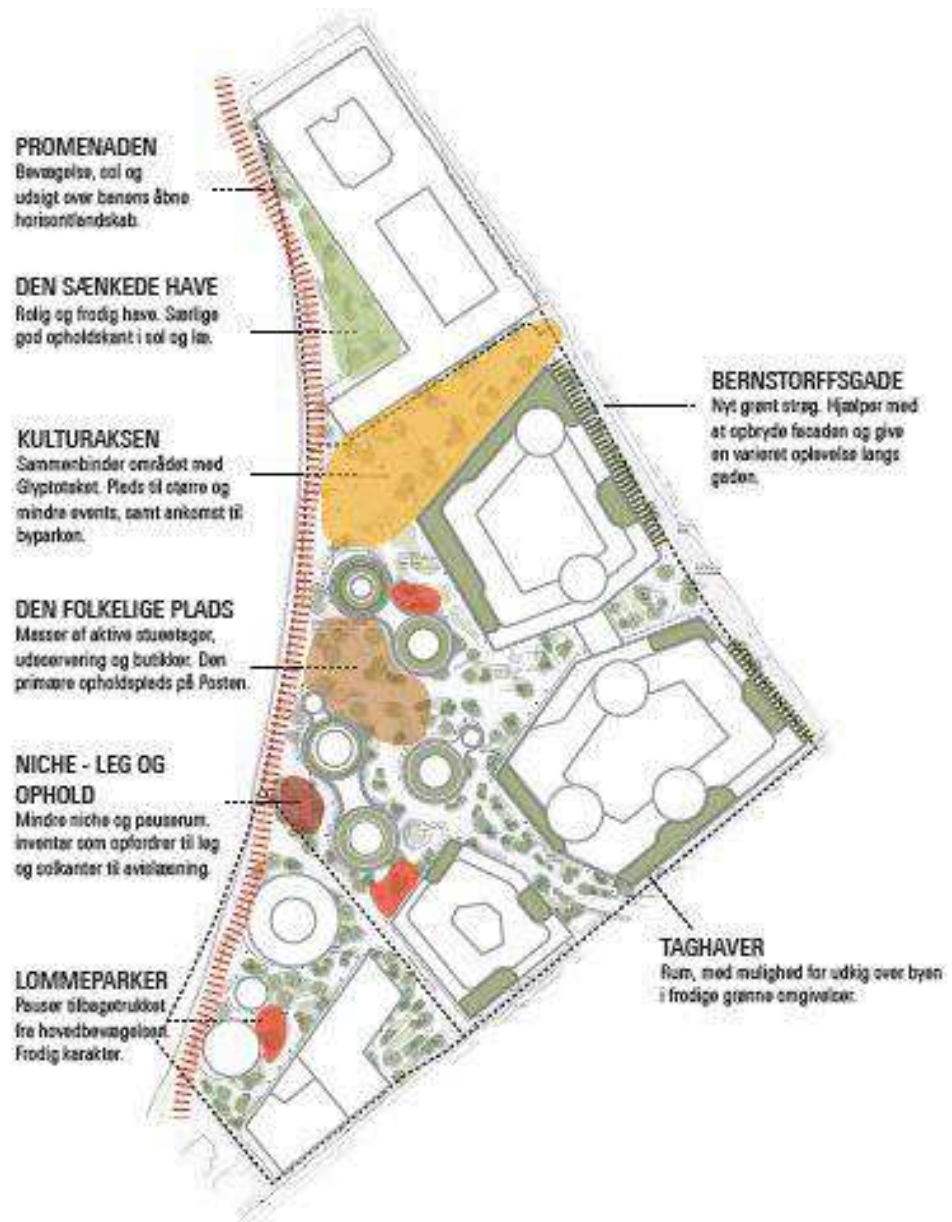 PROMENADEN
Bevægelse, sol og
udsigt over banens åbne
horisontlandskab.
DEN SÆNKEDE HAVE
Rolig og frodig have. Særlige
god opholdskant i sol og læ.
KULTURAKSEN
Sammenbinder området med
Glyptoteket. Plads til større og
mindre events, samt ankomst til
byparken.
DEN FOLKELIGE PLADS
Masser af aktive stueetager,
udeservering og butikker. Den
primære opholdsplads på Posten.
NICHE - LEG OG
OPHOLD
Mindre niche og pauserum.
inventar som opfordrer til leg
og solkanter til avislæsning.
LOMMEPARKER
Pauser tilbagetrukket
fra hovedbevægelsen.
Frodig karakter.
BERNSTORFFSGADE
Nyt grønt strøg. Hjælper med
at opbryde facaden og give
en varieret oplevelse langs
gaden.
TAGHAVER
Rum, med mulighed for udkig over byen
i frodige grønne omgivelser.